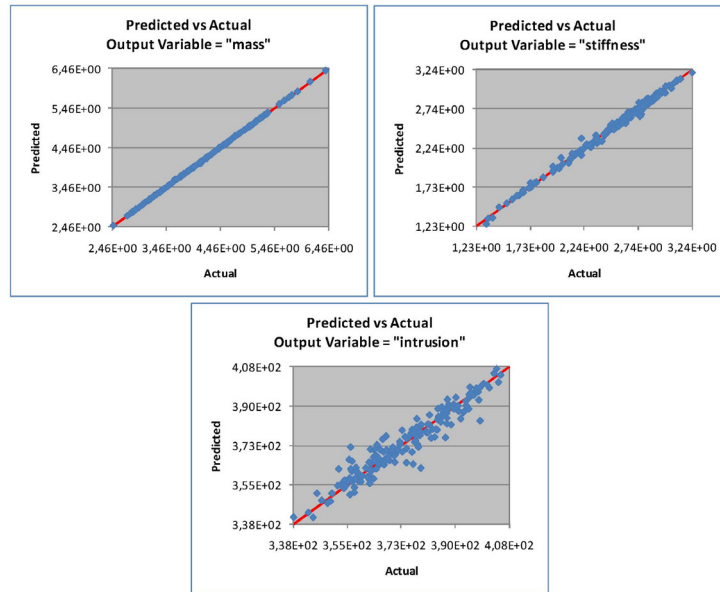 Predicted vs Actual
Output Variable = "mass"
6,46E+00
5,46E+00
4,46E+00
3,46E+00
2,46E+00
Predicted
2,46E+00 3,46E+00 4,46E+00 5,46E+00 6,46E+00
Actual
Predicted vs Actual
Output Variable = "stiffness"
3,24E+00
2,74E+00
2,24E+00
1,73E+00
1,23E+00
Predicted
1,23E+00 1,73E+00 2,24E+00 2,74E+00 3,24E+00
Actual
Predicted vs Actual
Output Variable = "intrusion"
4,08E+02
3,90E+02
3,73E+02
3,55E+02
3,38E+02
Predicted
3,38E+02 3,55E+02 3,73E+02 3,90E+02 4,08E+02
Actual